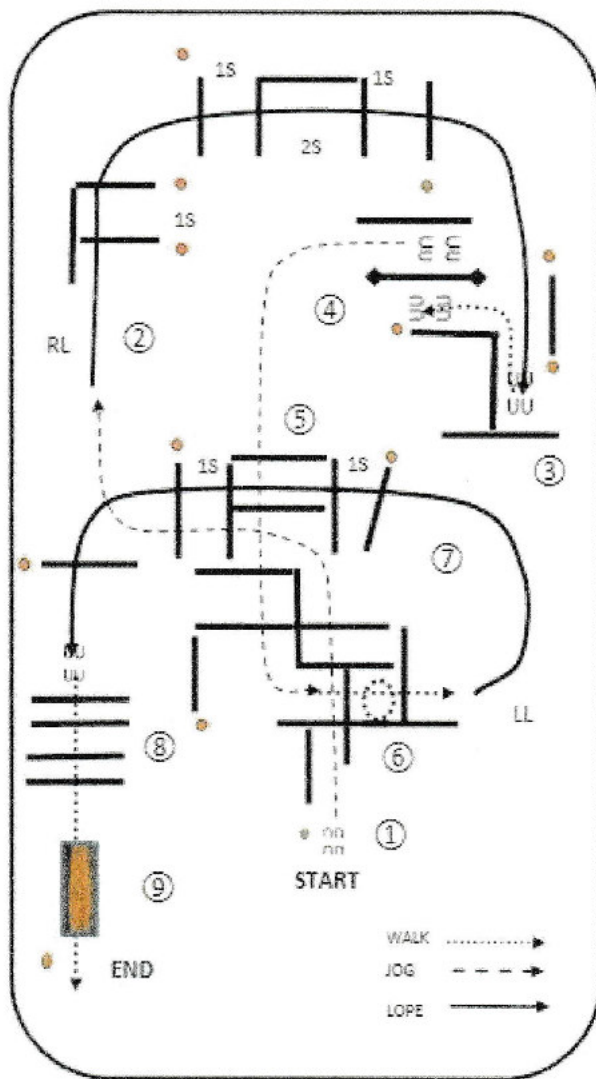 1S
1S
2S
1S
④
②
RL
③
⑤
1S
1S
⑦
LL
⑧
⑥
①
START
⑨
WALK
JOG
LOPE
END